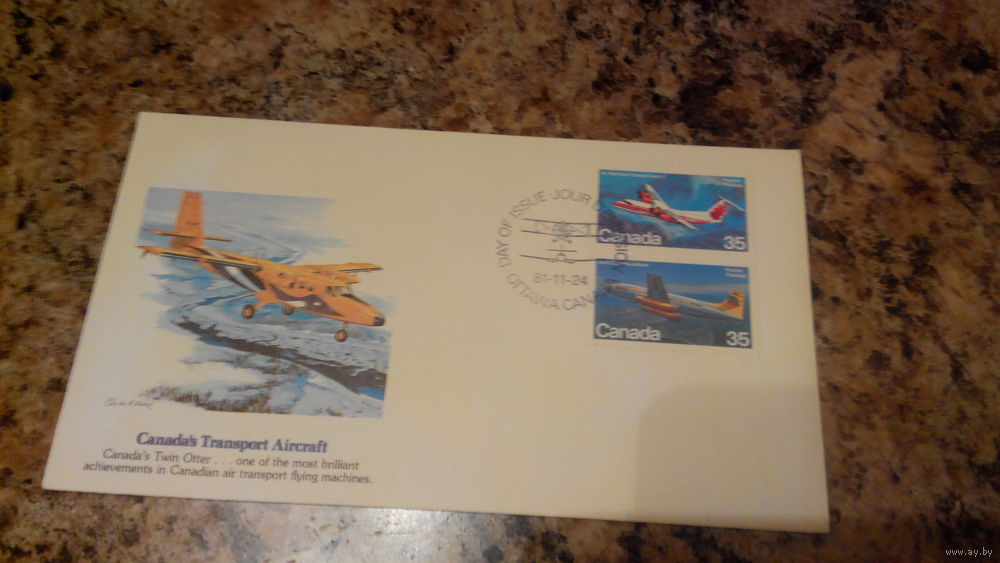 DAY OF ISSUE JOUR
OTTAWA CANADA
81-11-24
Canada 35
Canada 35
Canada's Transport Aircraft
Canada's Twin Otter . . . one of the most brilliant
achievements in Canadian air transport flying machines.
www.ay.by